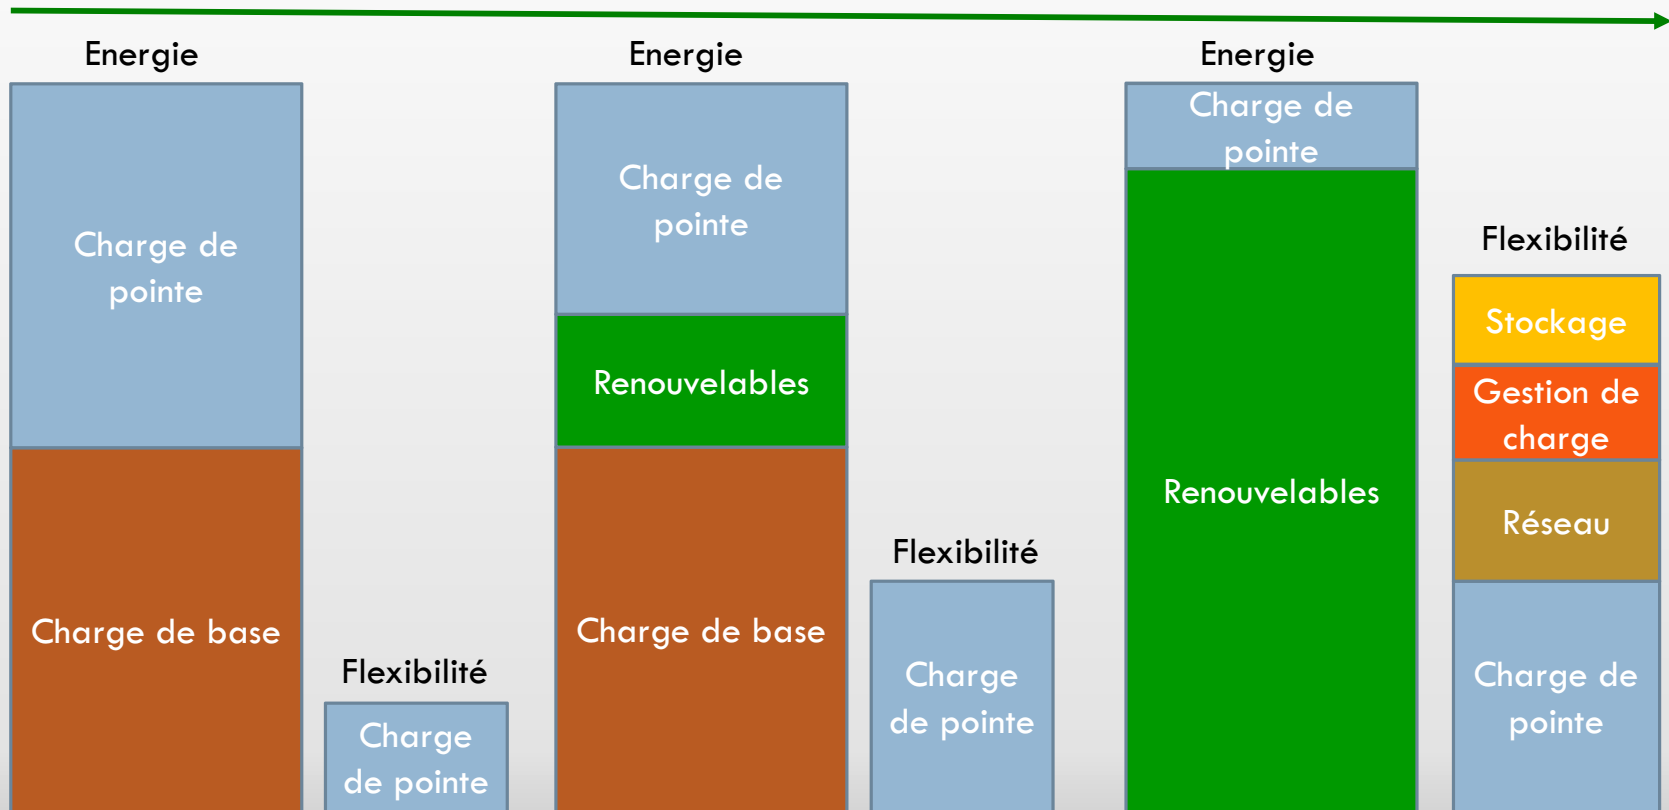 Energie
Charge de
pointe
Charge de base
Flexibilité
Charge
de pointe
Energie
Charge de
pointe
Renouvelables
Charge de base
Flexibilité
Charge
de pointe
Energie
Charge de
pointe
Renouvelables
Flexibilité
Stockage
Gestion de
charge
Réseau
Charge de
pointe